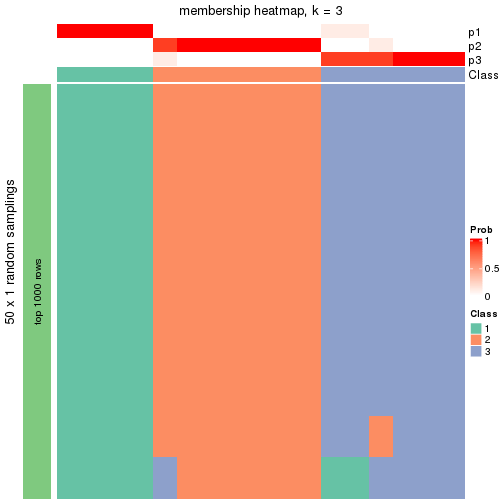 membership heatmap, k = 3
p1
p2
p3
Class
50 x 1 random samplings
top 1000 rows
Prob
1
0.5
0
Class
1
2
3